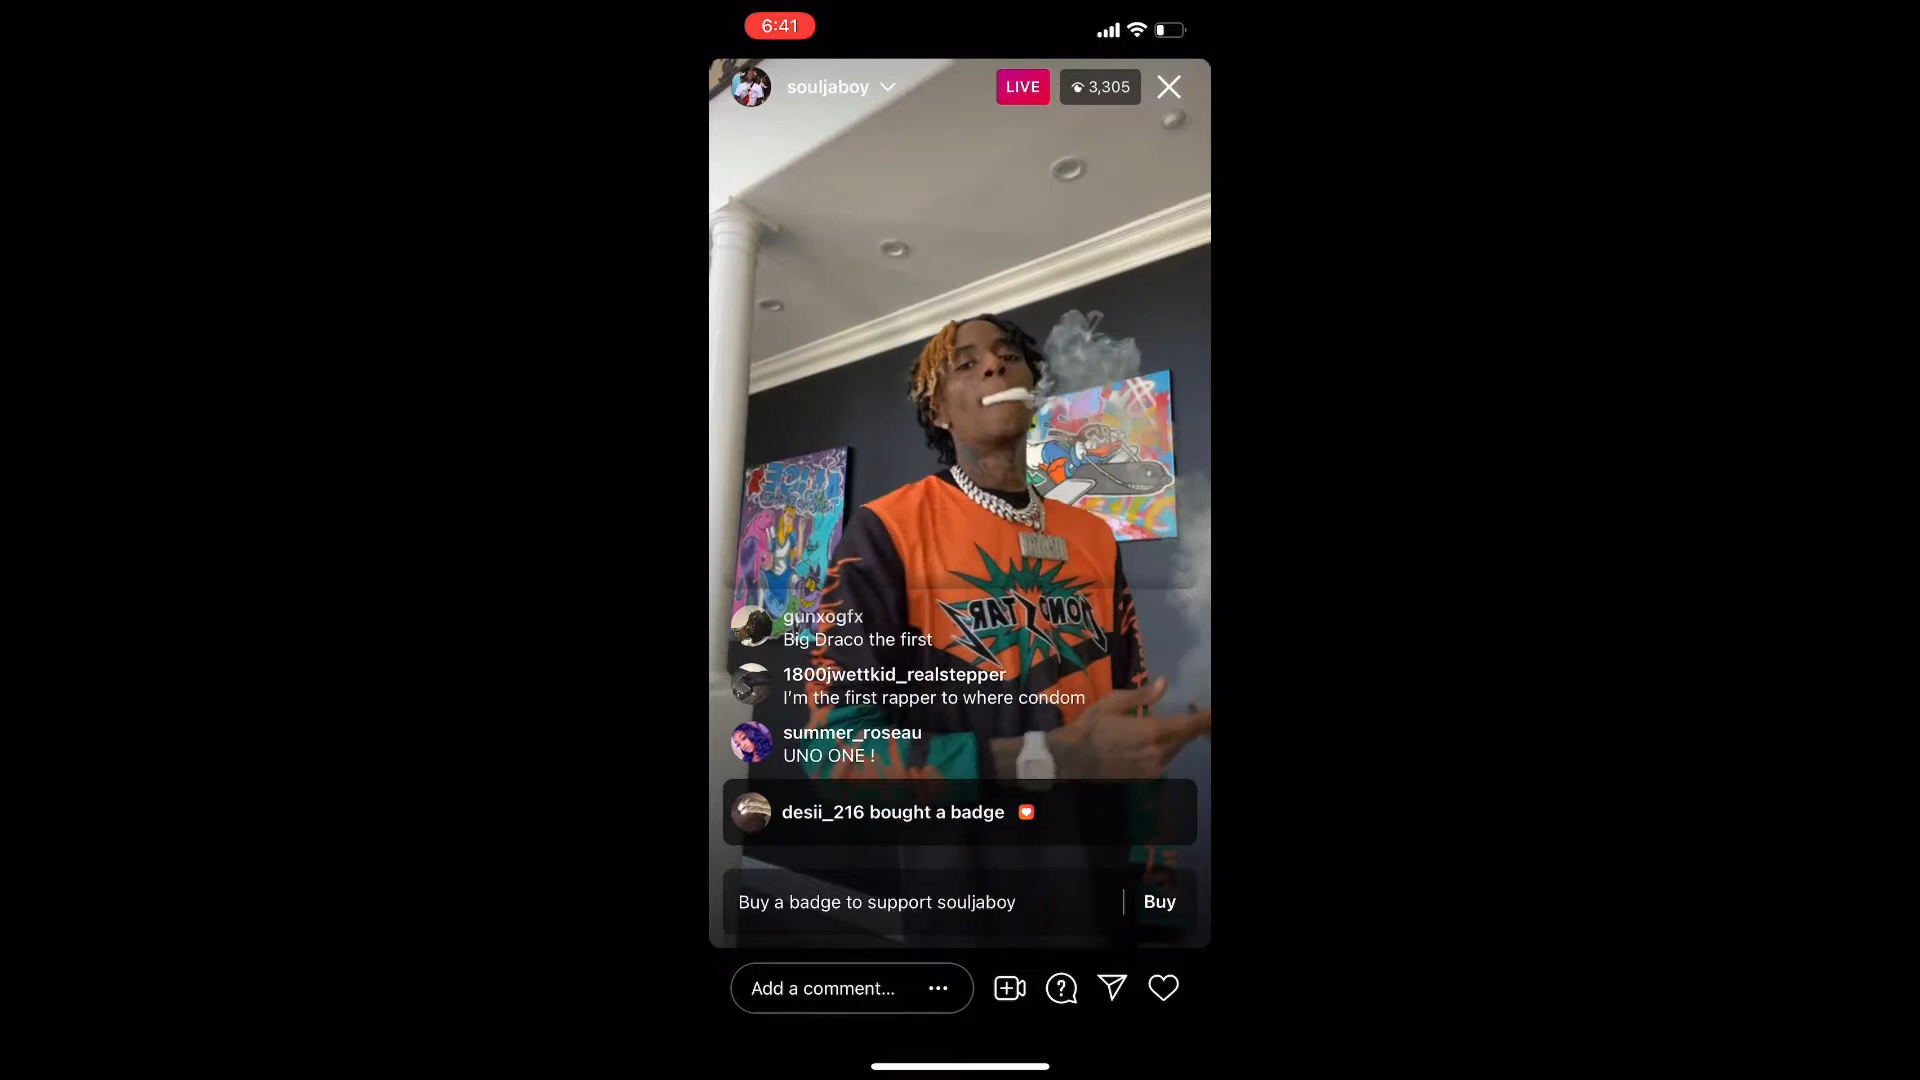 6:41
souljaboy
LIVE
3,305
gunxogfx
Big Draco the first
1800jwettkid_realstepper
I'm the first rapper to where condom
summer_roseau
UNO ONE !
desii_216 bought a badge
Buy a badge to support souljaboy
Buy
Add a comment...